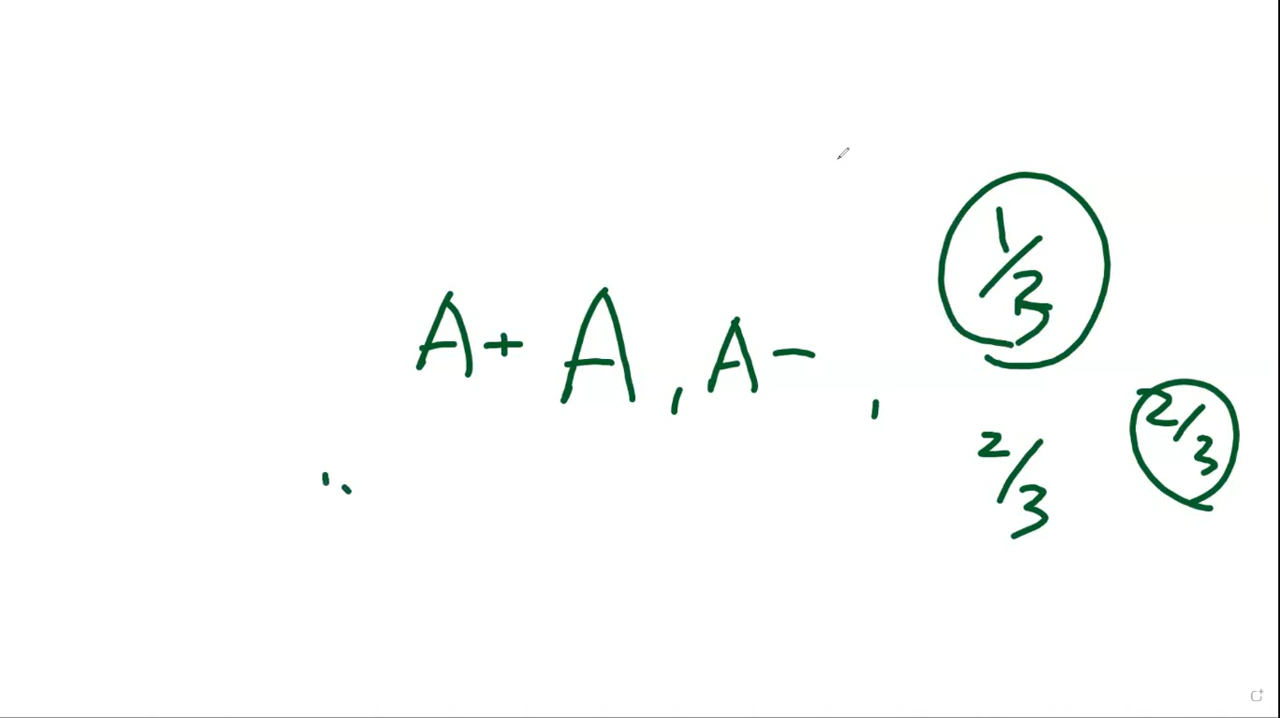 1/3
A+ A, A-,
2/3
2/3